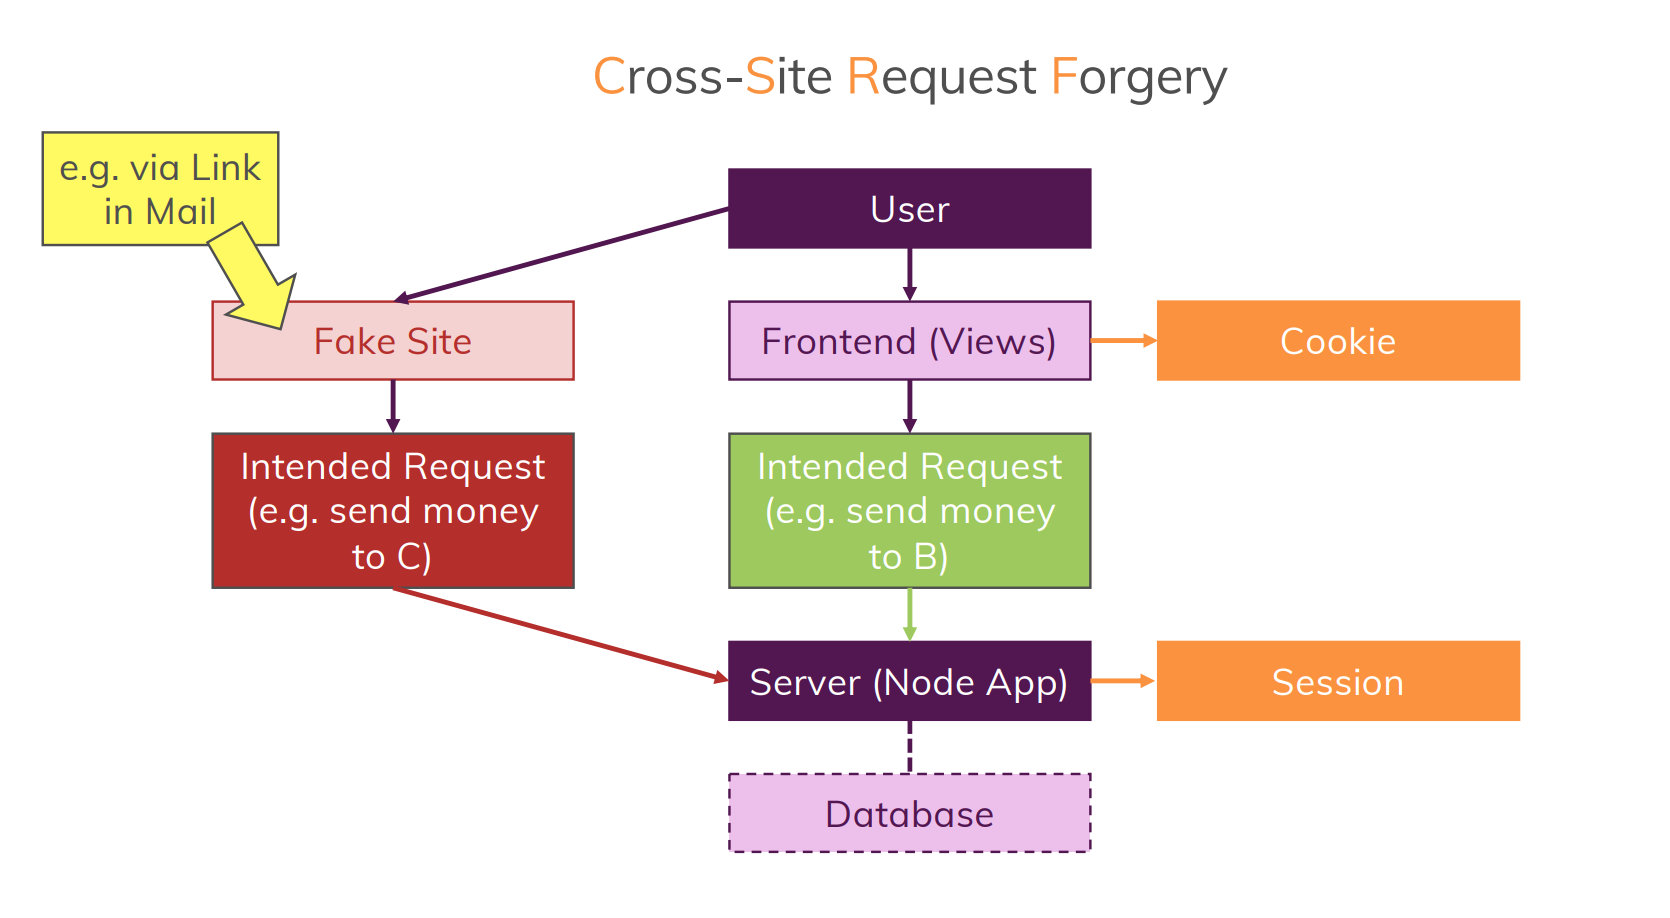 Cross-Site Request Forgery
e.g. via Link
in Mail
User
Fake Site
Frontend (Views)
Cookie
Intended Request
(e.g. send money
to C)
Intended Request
(e.g. send money
to B)
Server (Node App)
Session
Database